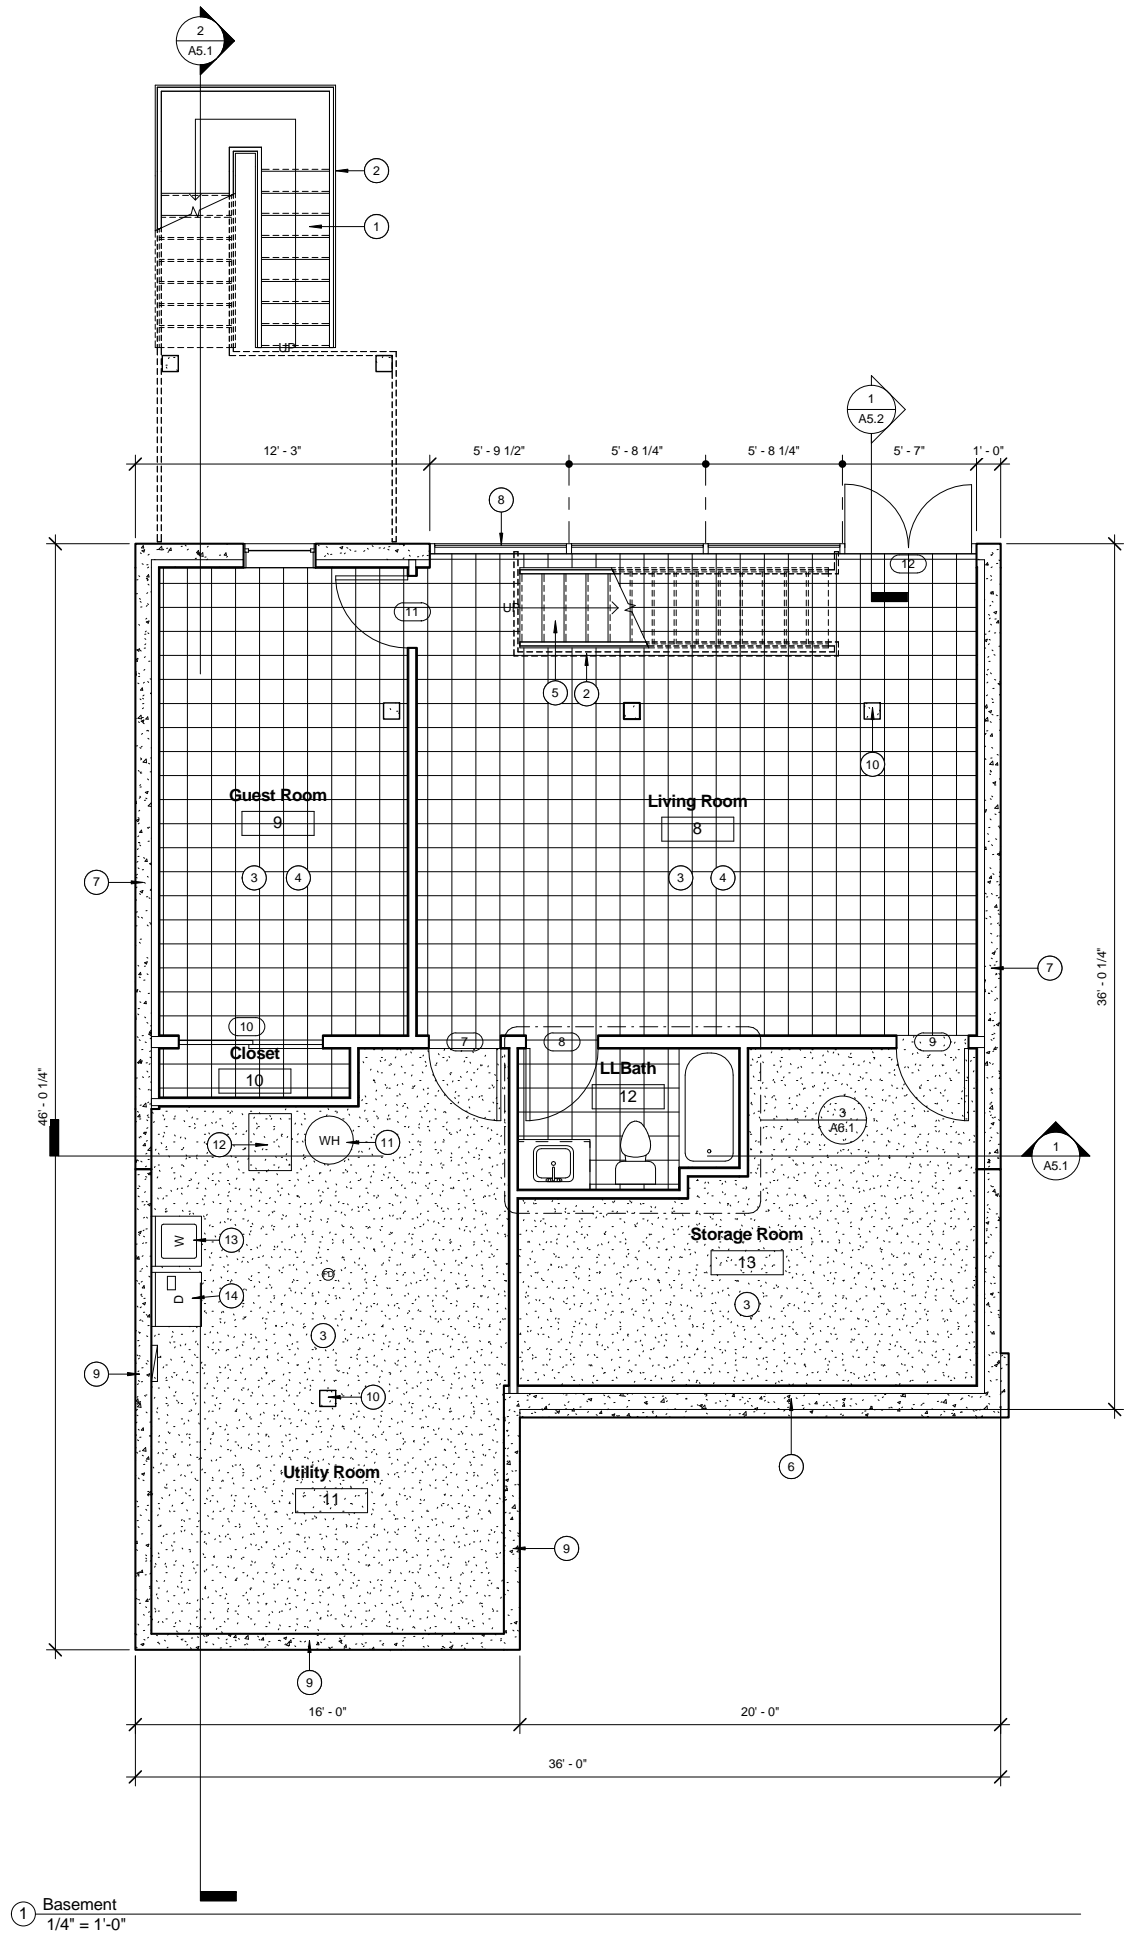 2
A5.1
2
1
UP
1
A5.2
12' - 3"
5' - 9 1/2"
5' - 8 1/4"
5' - 8 1/4"
5' - 7"
1' - 0"
8
12
11
UP
5
2
10
Guest Room
9
Living Room
8
3
4
3
4
7
7
36' - 0 1/4"
10
7
8
9
Closet
10
LLBath
12
46' - 0 1/4"
3
A6.1
12
WH
11
1
A5.1
W
13
Storage Room
13
FD
D
14
3
3
9
10
6
Utility Room
11
9
9
16' - 0"
20' - 0"
36' - 0"
1
Basement
1/4" = 1'-0"